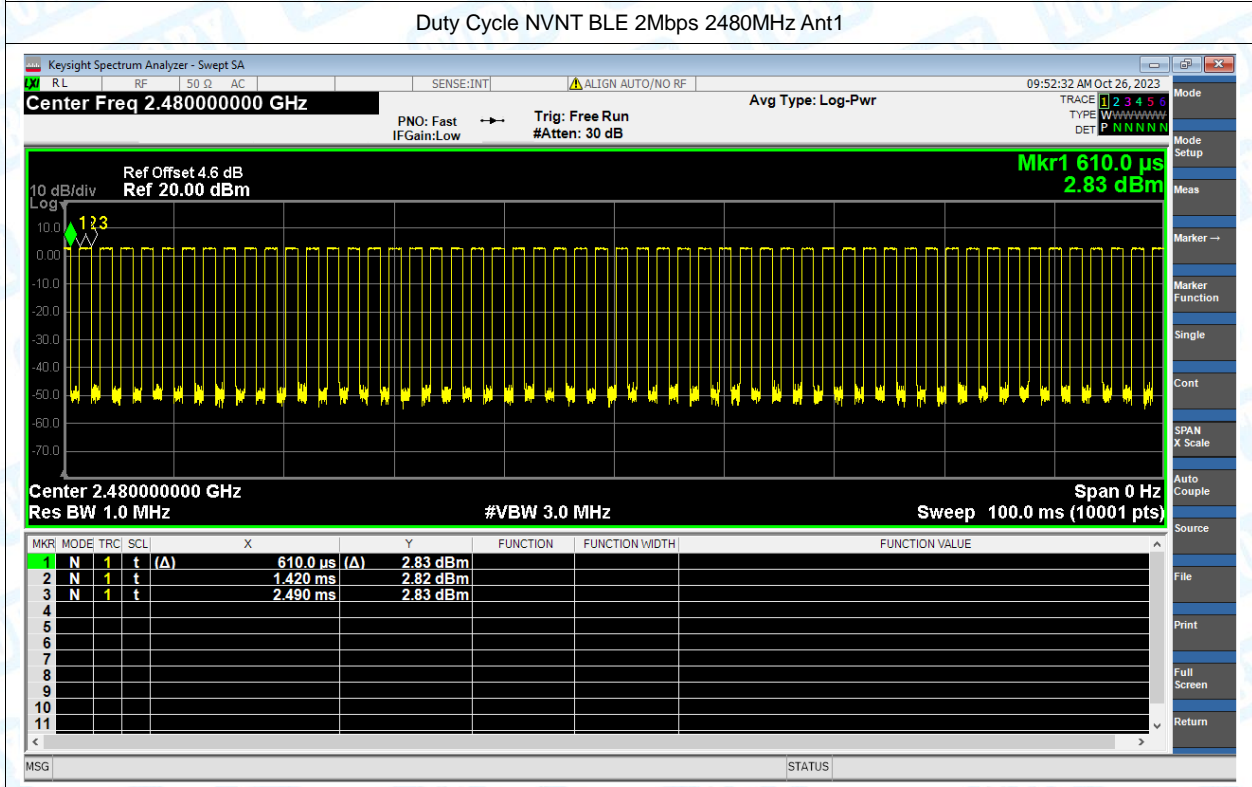 Duty Cycle NVNT BLE 2Mbps 2480MHz Ant1
Keysight Spectrum Analyzer - Swept SA
LXI RL RF 50 Ω AC SENSE:INT ALIGN AUTO/NO RF 09:52:32 AM Oct 26, 2023
Center Freq 2.480000000 GHz
Avg Type: Log-Pwr
TRACE 1 2 3 4 5 6
TYPE WWWWWW
DET P N N N N N
PNO: Fast
IFGain:Low
Trig: Free Run
#Atten: 30 dB
Mkr1 610.0 µs
2.83 dBm
Ref Offset 4.6 dB
Ref 20.00 dBm
10 dB/div
Log
10.0
0.00
-10.0
-20.0
-30.0
-40.0
-50.0
-60.0
-70.0
1 2 3
Center 2.480000000 GHz Span 0 Hz
Res BW 1.0 MHz #VBW 3.0 MHz Sweep 100.0 ms (10001 pts)
MKR MODE TRC SCL X Y FUNCTION FUNCTION WIDTH FUNCTION VALUE
1 N 1 t (Δ) 610.0 µs (Δ) 2.83 dBm
2 N 1 t 1.420 ms 2.82 dBm
3 N 1 t 2.490 ms 2.83 dBm
4
5
6
7
8
9
10
11
MSG STATUS
Mode
Mode Setup
Meas
Marker →
Marker Function
Single
Cont
SPAN X Scale
Auto Couple
Source
File
Print
Full Screen
Return